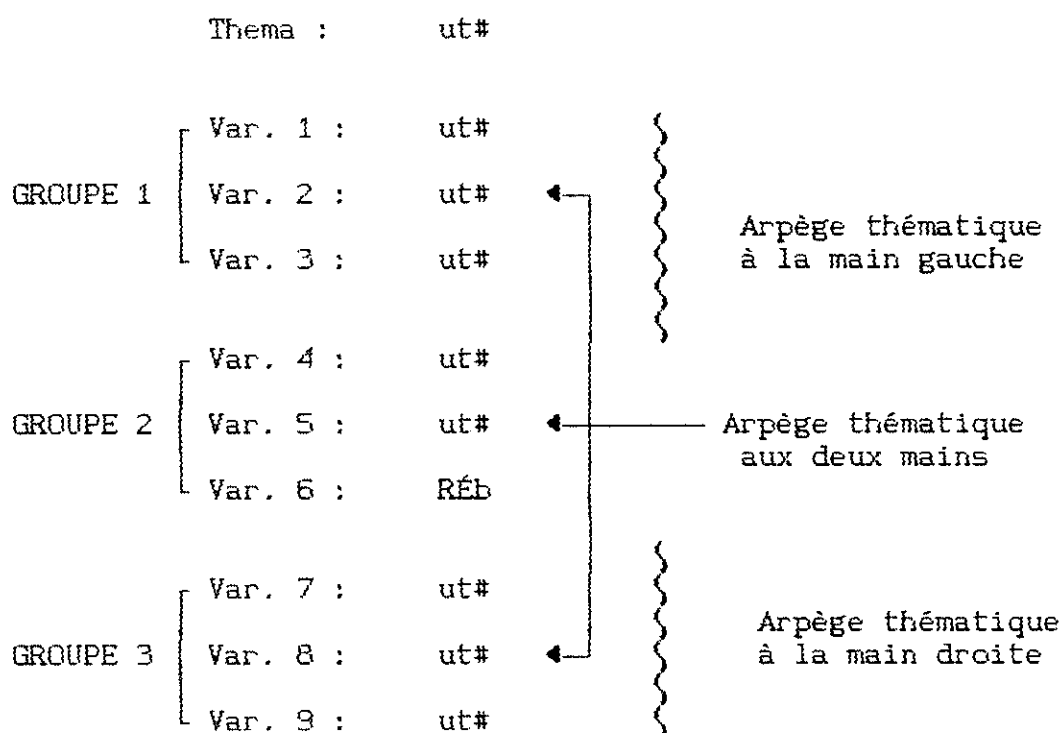 Thema : ut#
Var. 1 : ut#
GROUPE 1 Var. 2 : ut#
Var. 3 : ut#
Arpège thématique
à la main gauche
Var. 4 : ut#
GROUPE 2 Var. 5 : ut#
Var. 6 : RÉb
Arpège thématique
aux deux mains
Var. 7 : ut#
GROUPE 3 Var. 8 : ut#
Var. 9 : ut#
Arpège thématique
à la main droite